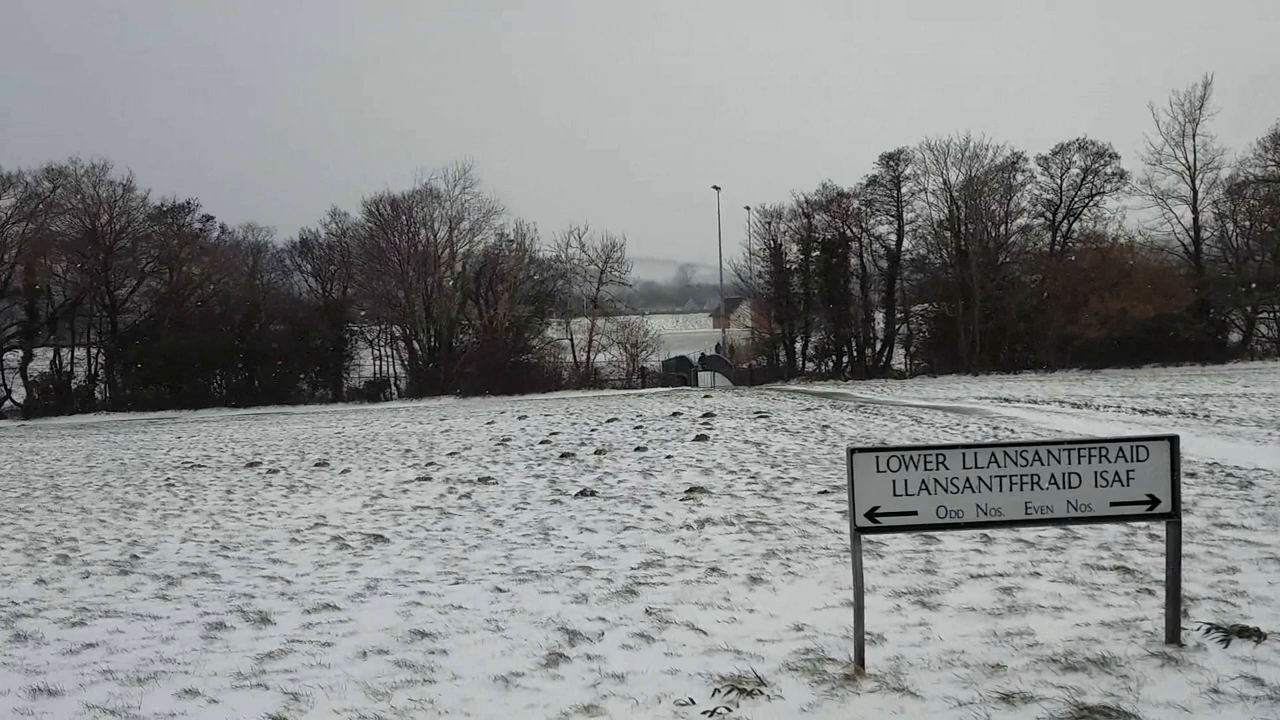 LOWER LLANSANTFFRAID
LLANSANTFFRAID ISAF
← ODD NOS. EVEN NOS. →